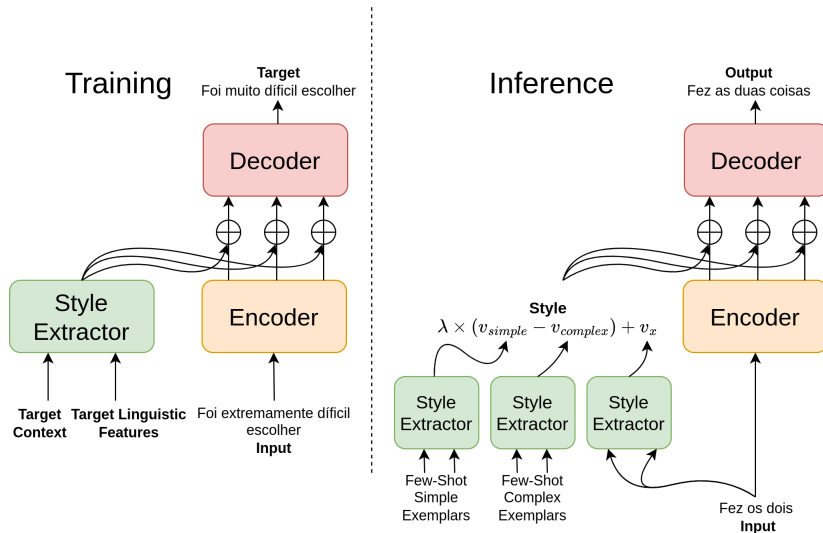 Training
Target
Foi muito díficil escolher
Decoder
Style
Extractor
Encoder
Target
Context
Target Linguistic
Features
Foi extremamente díficil
escolher
Input
Inference
Output
Fez as duas coisas
Decoder
Style
λ × (v_simple − v_complex) + v_x
Encoder
Style
Extractor
Style
Extractor
Style
Extractor
Few-Shot
Simple
Exemplars
Few-Shot
Complex
Exemplars
Fez os dois
Input